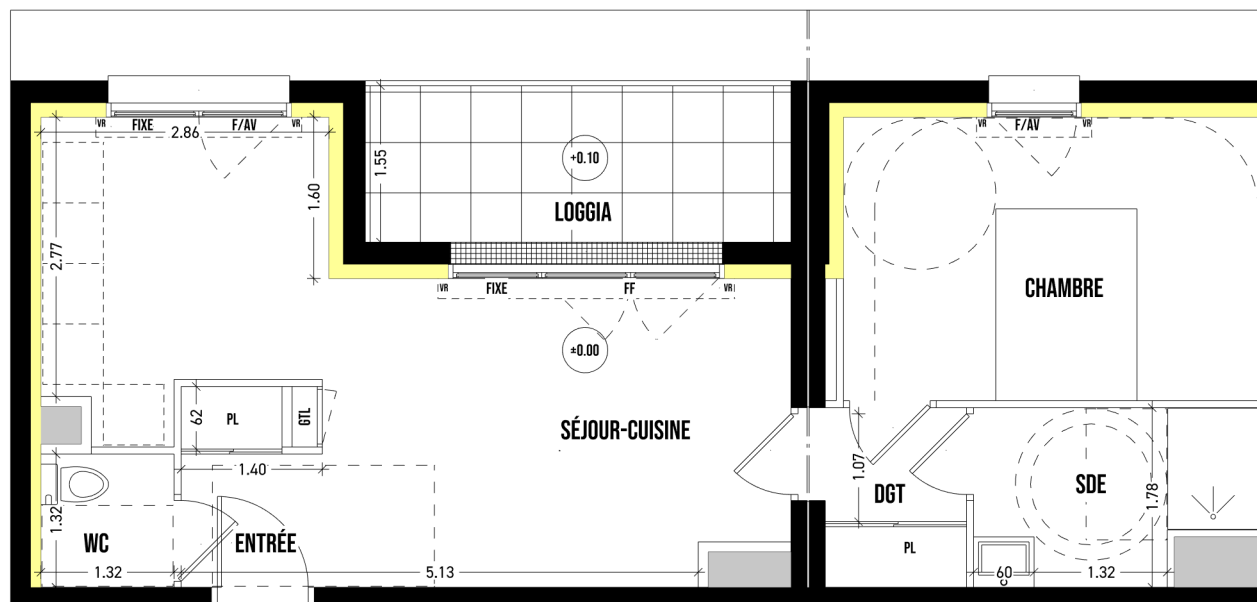 VR FIXE F/AV VR
2.86
1.60
1.55
+0.10
LOGGIA
VR F/AV VR
2.77
VR FIXE FF VR
CHAMBRE
±0.00
62
PL
GTL
SÉJOUR-CUISINE
1.40
1.07
DGT
SDE
1.78
1.32
WC
ENTRÉE
PL
1.32
5.13
60
1.32